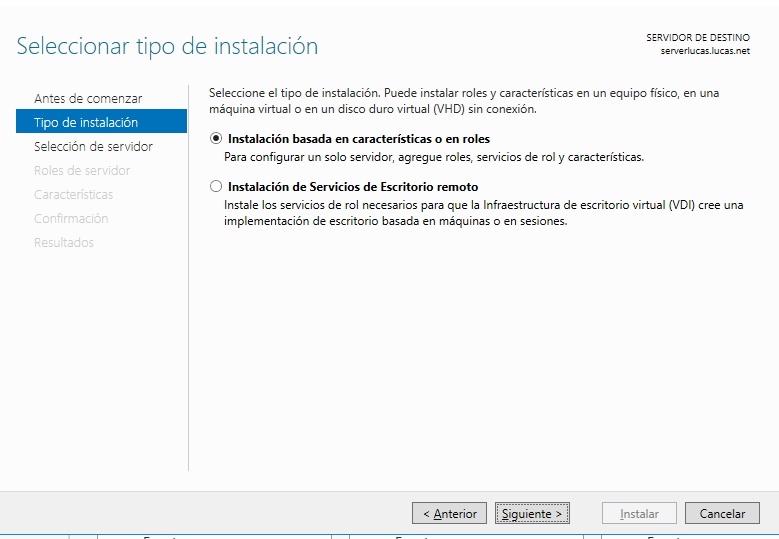 Seleccionar tipo de instalación
SERVIDOR DE DESTINO
serverlucas.lucas.net
Antes de comenzar
Tipo de instalación
Selección de servidor
Roles de servidor
Características
Confirmación
Resultados
Seleccione el tipo de instalación. Puede instalar roles y características en un equipo físico, en una
máquina virtual o en un disco duro virtual (VHD) sin conexión.
Instalación basada en características o en roles
Para configurar un solo servidor, agregue roles, servicios de rol y características.
Instalación de Servicios de Escritorio remoto
Instale los servicios de rol necesarios para que la Infraestructura de escritorio virtual (VDI) cree una
implementación de escritorio basada en máquinas o en sesiones.
< Anterior
Siguiente >
Instalar
Cancelar